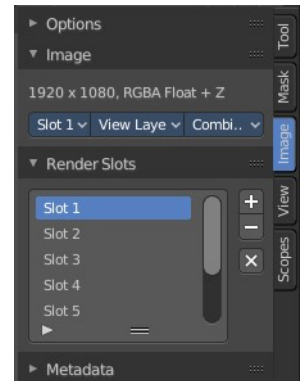 Options
Image
1920 x 1080, RGBA Float + Z
Slot 1 View Laye Combi..
Render Slots
Slot 1
Slot 2
Slot 3
Slot 4
Slot 5
Metadata
Tool
Mask
Image
View
Scopes